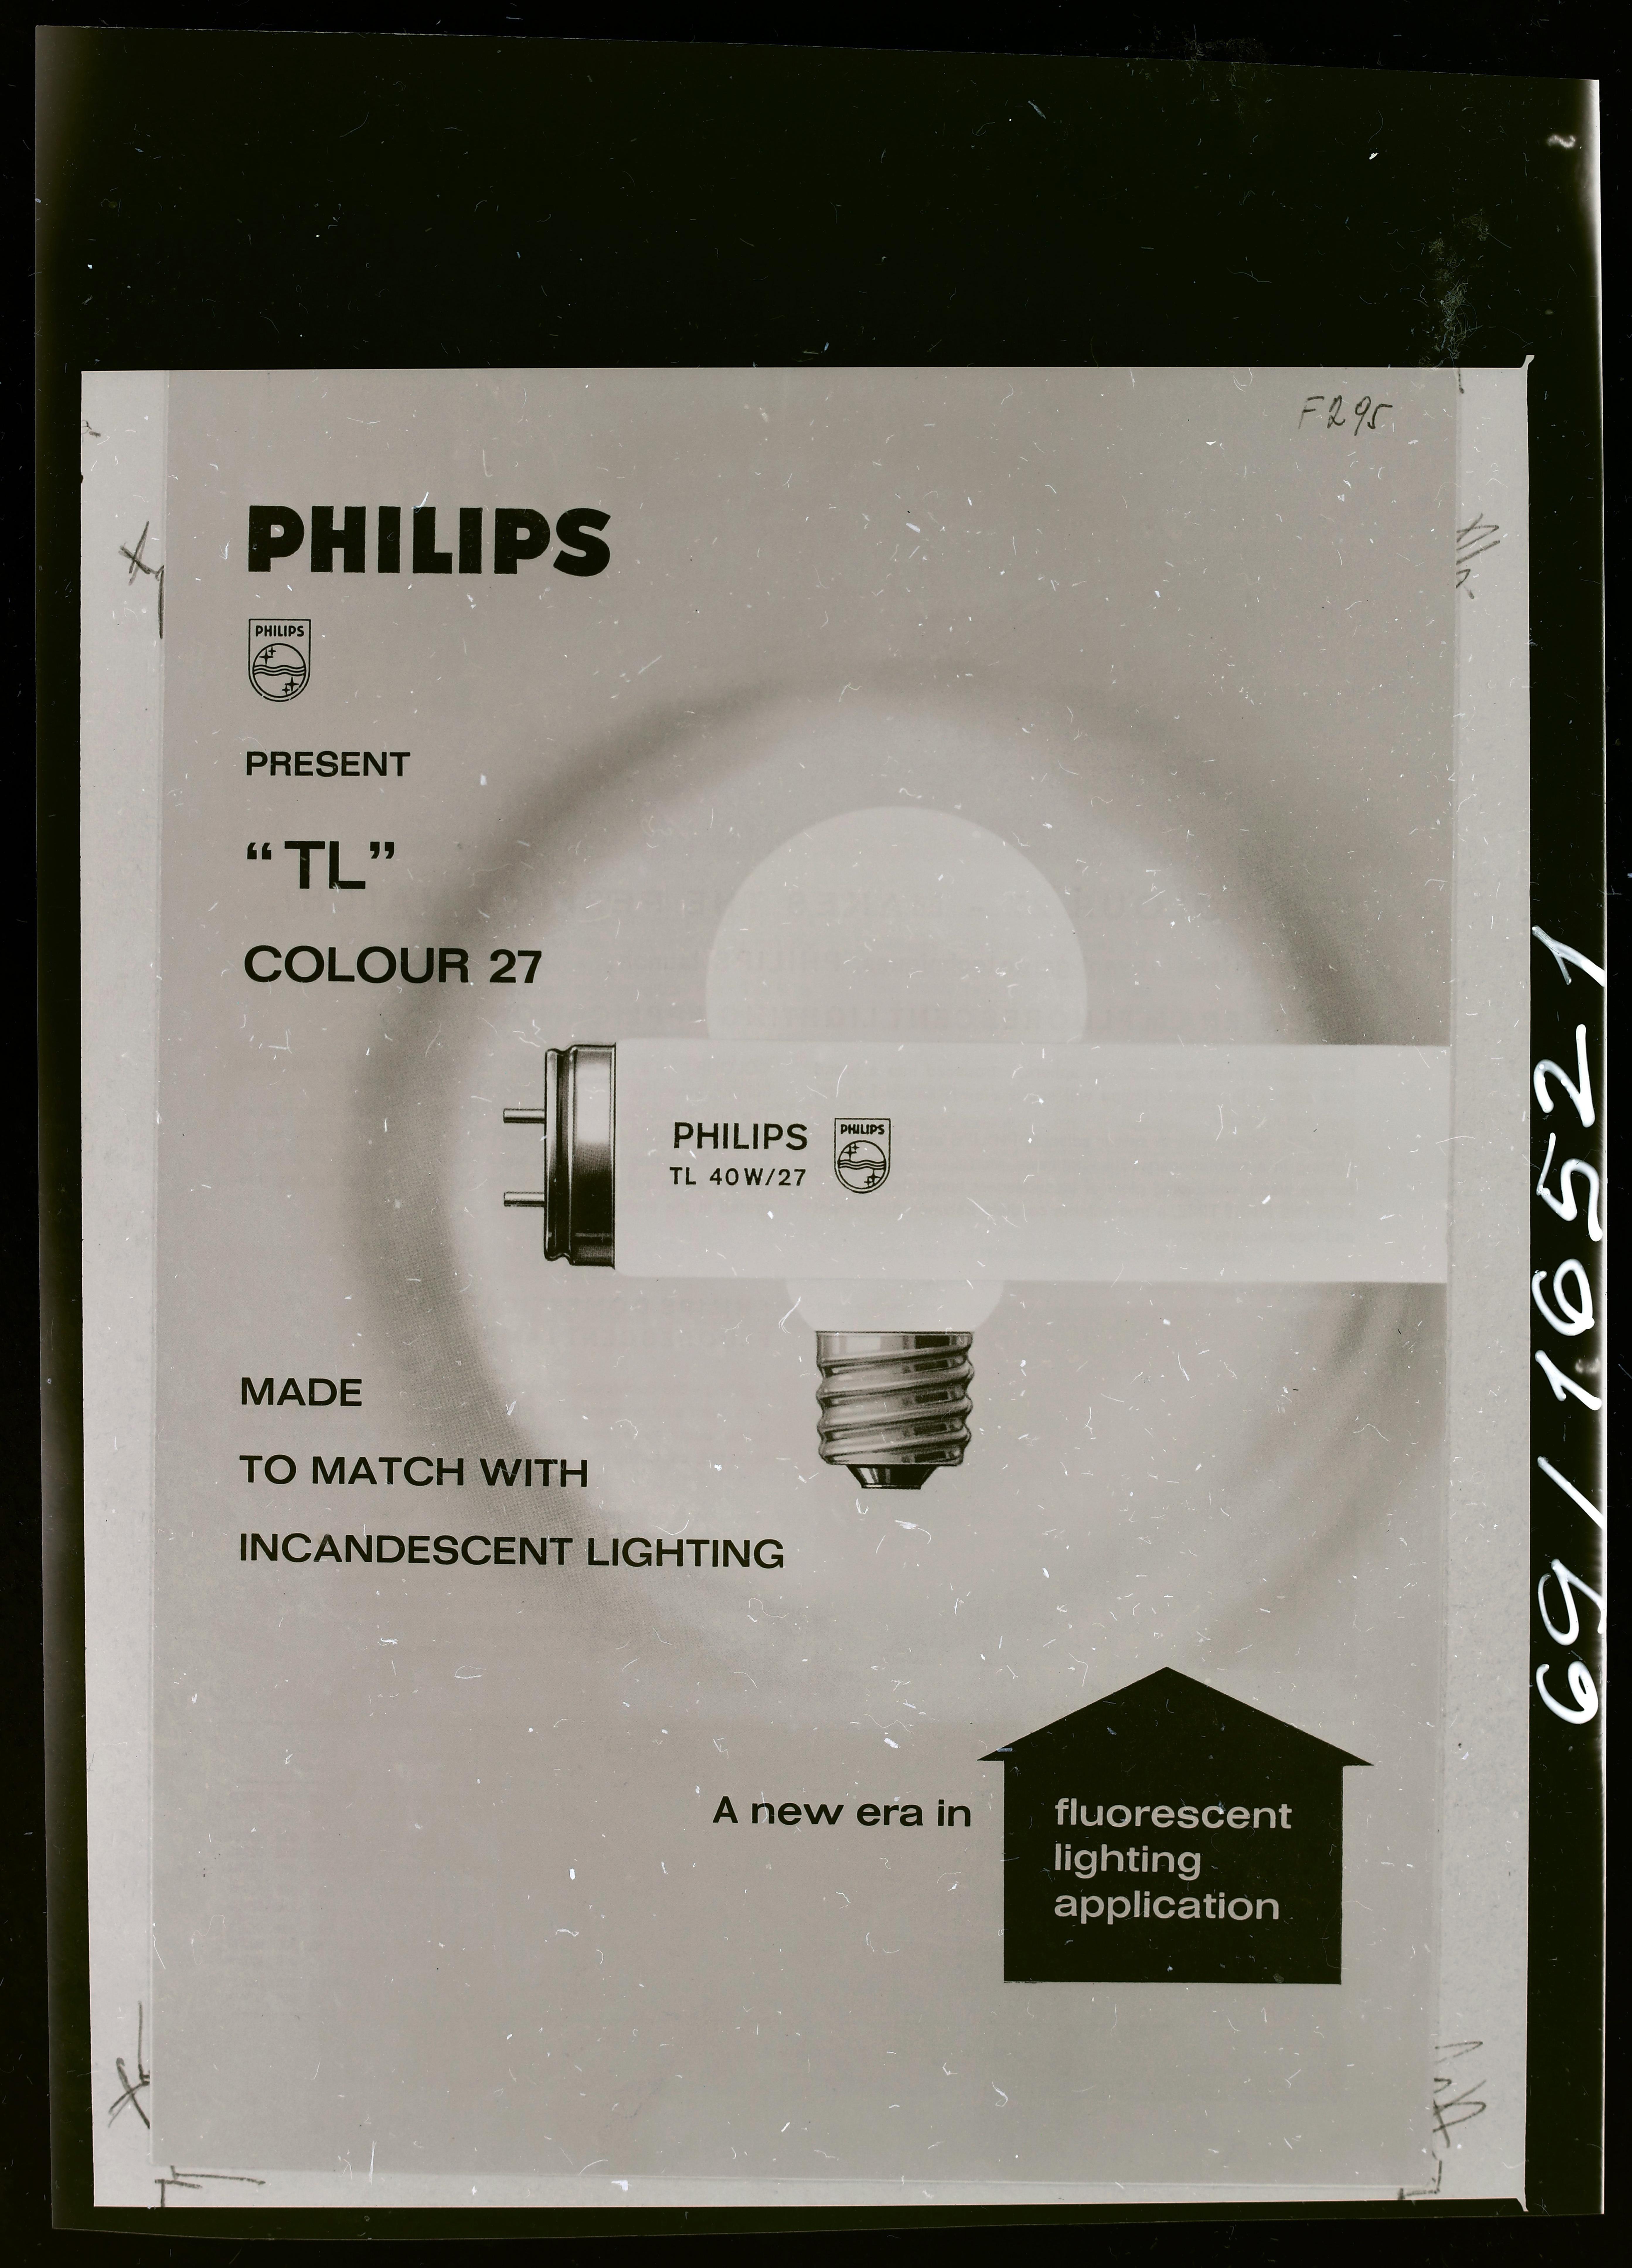 F295
PHILIPS
PHILIPS
PRESENT
“TL”
COLOUR 27
PHILIPS
TL 40W/27
PHILIPS
MADE
TO MATCH WITH
INCANDESCENT LIGHTING
A new era in
fluorescent
lighting
application
69/16521